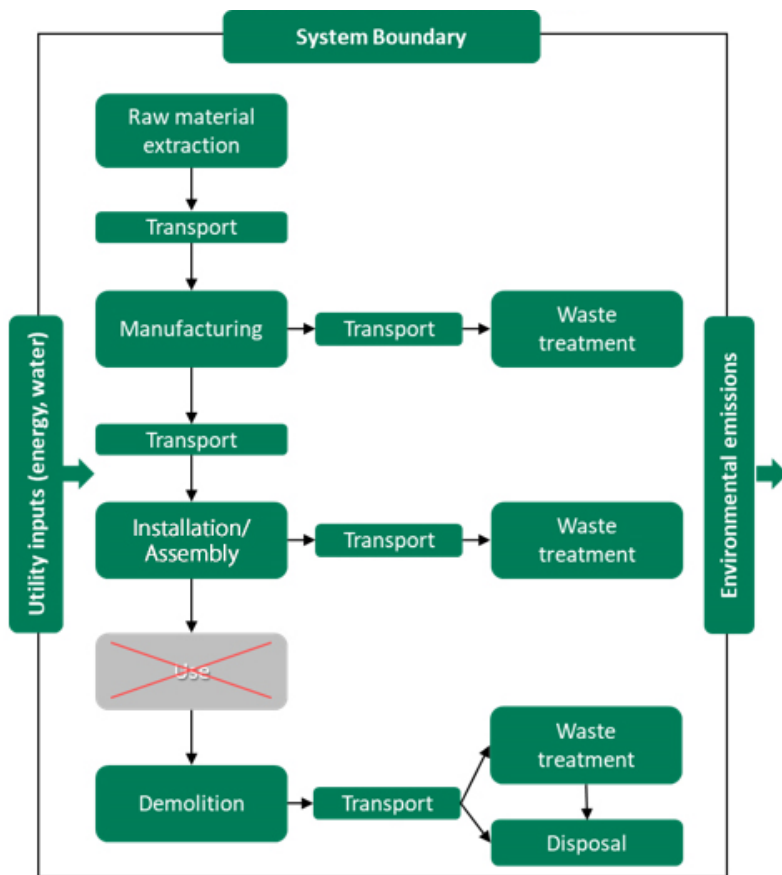 System Boundary
Raw material
extraction
Transport
Manufacturing
Transport
Waste
treatment
Transport
Utility inputs (energy, water)
Environmental emissions
Installation/
Assembly
Transport
Waste
treatment
Use
Demolition
Transport
Waste
treatment
Disposal